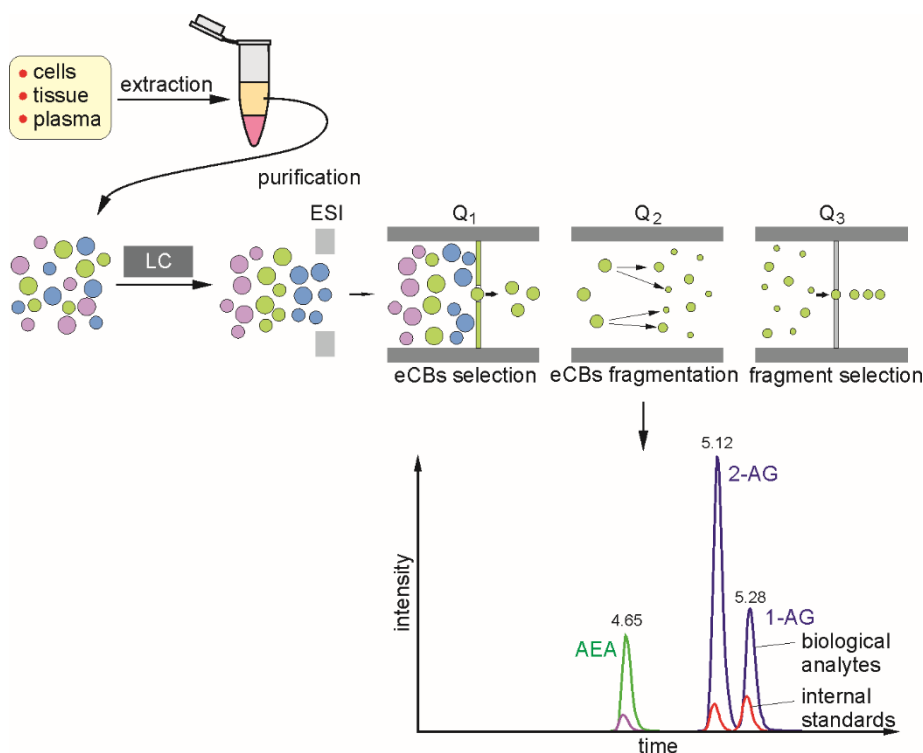 • cells
• tissue
• plasma
extraction
purification
LC
ESI
Q₁
Q₂
Q₃
eCBs selection
eCBs fragmentation
fragment selection
intensity
time
4.65
AEA
5.12
2-AG
5.28
1-AG
biological
analytes
internal
standards